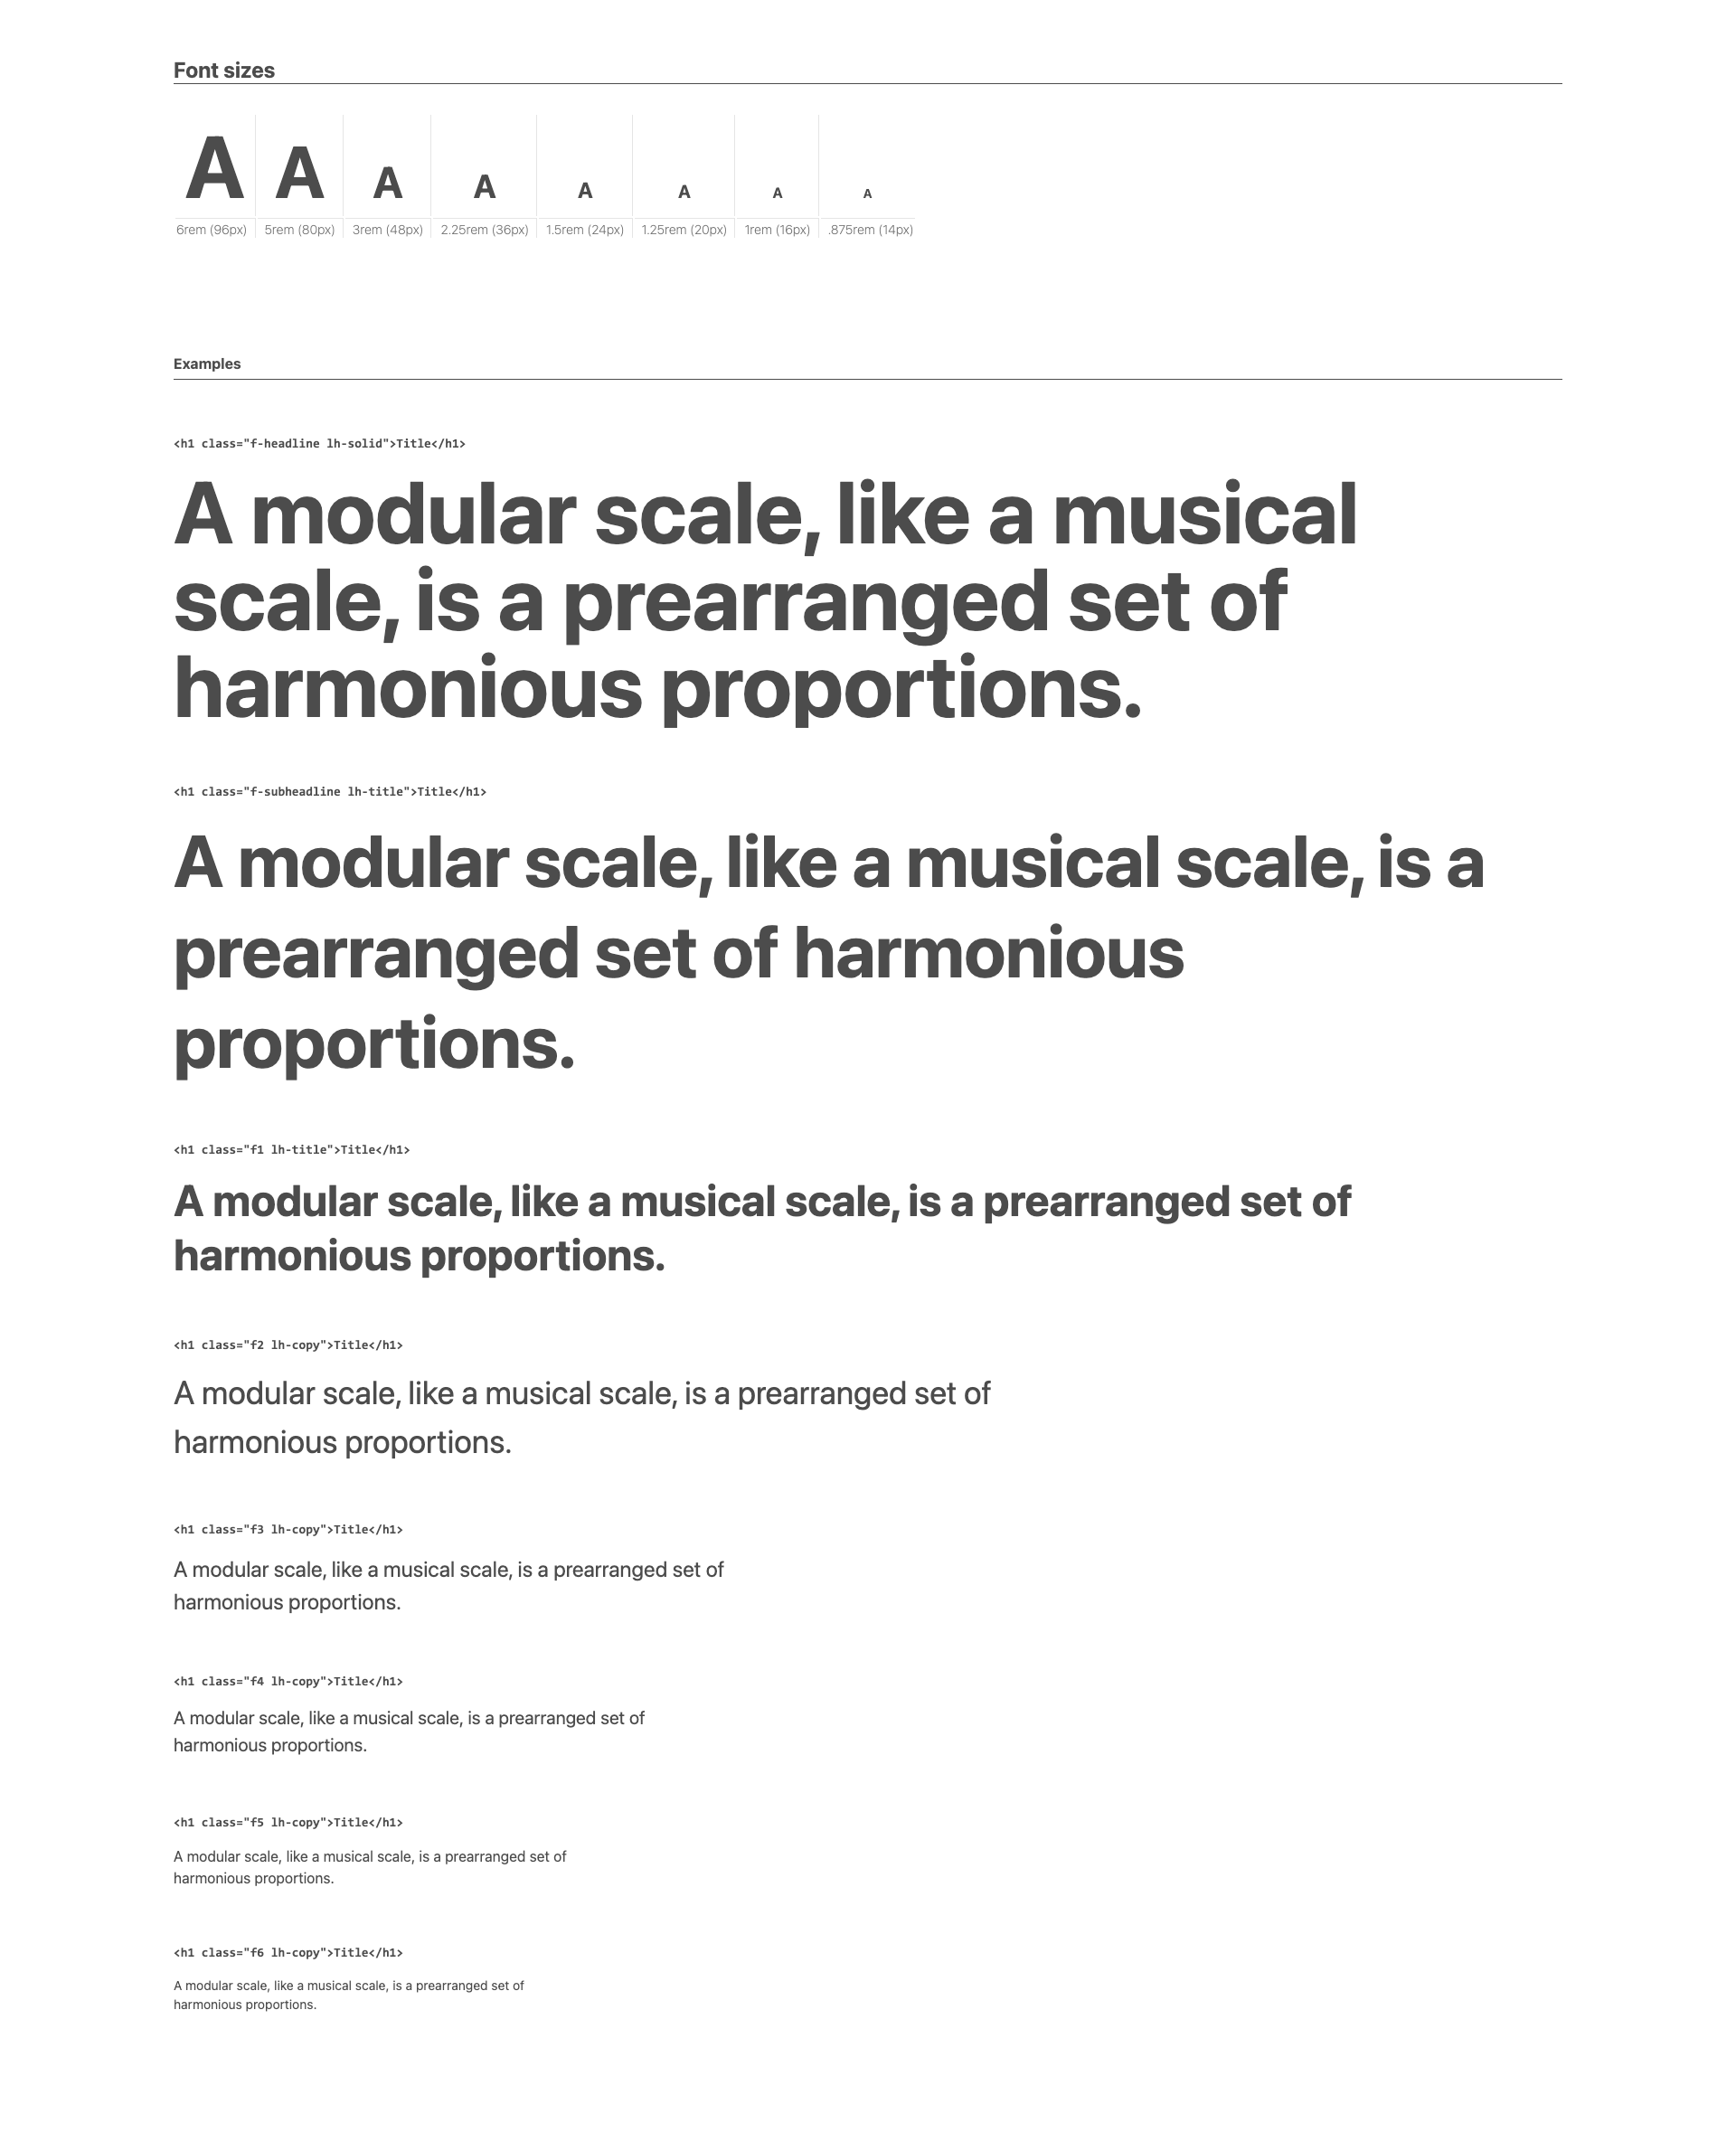 Font sizes
A A A A A A A A
6rem (96px) 5rem (80px) 3rem (48px) 2.25rem (36px) 1.5rem (24px) 1.25rem (20px) 1rem (16px) .875rem (14px)
Examples
<h1 class="f-headline lh-solid">Title</h1>
A modular scale, like a musical
scale, is a prearranged set of
harmonious proportions.
<h1 class="f-subheadline lh-title">Title</h1>
A modular scale, like a musical scale, is a
prearranged set of harmonious
proportions.
<h1 class="f1 lh-title">Title</h1>
A modular scale, like a musical scale, is a prearranged set of
harmonious proportions.
<h1 class="f2 lh-copy">Title</h1>
A modular scale, like a musical scale, is a prearranged set of
harmonious proportions.
<h1 class="f3 lh-copy">Title</h1>
A modular scale, like a musical scale, is a prearranged set of
harmonious proportions.
<h1 class="f4 lh-copy">Title</h1>
A modular scale, like a musical scale, is a prearranged set of
harmonious proportions.
<h1 class="f5 lh-copy">Title</h1>
A modular scale, like a musical scale, is a prearranged set of
harmonious proportions.
<h1 class="f6 lh-copy">Title</h1>
A modular scale, like a musical scale, is a prearranged set of
harmonious proportions.